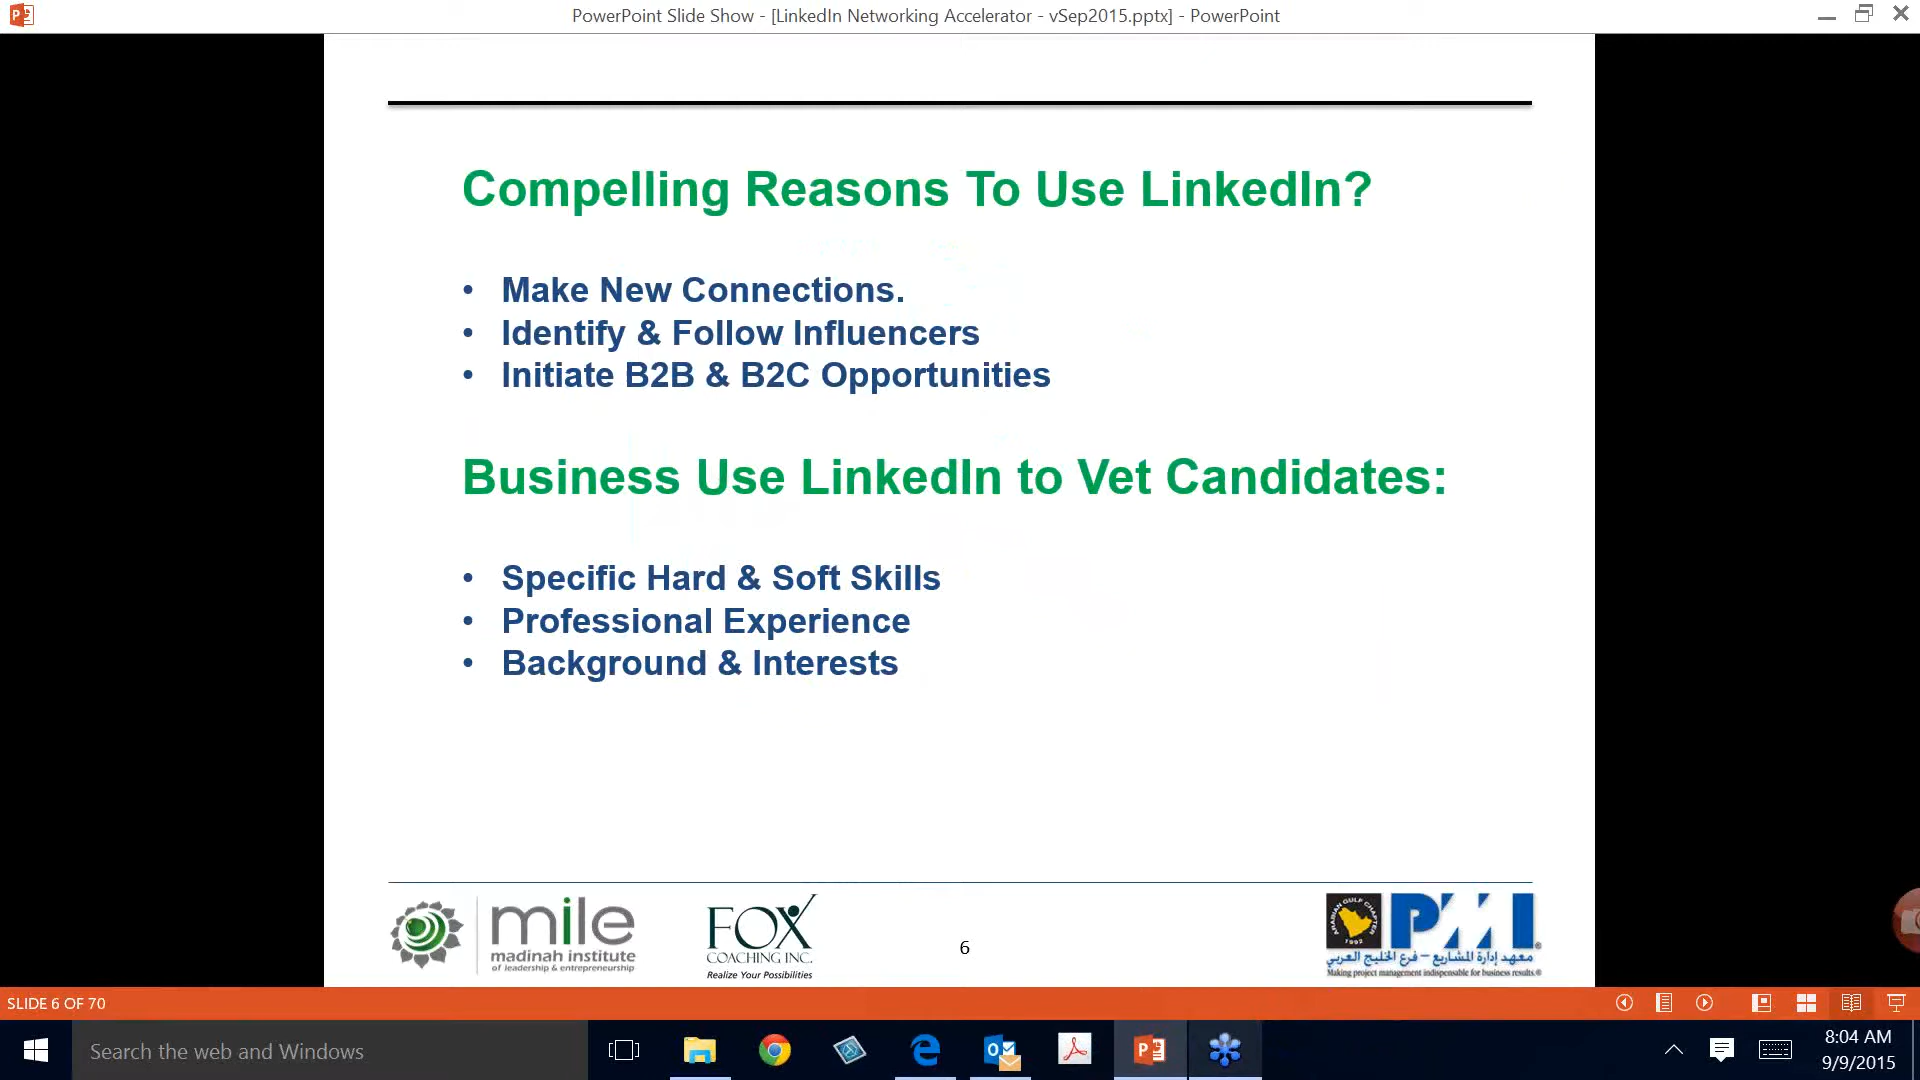 PowerPoint Slide Show - [LinkedIn Networking Accelerator - vSep2015.pptx] - PowerPoint
Compelling Reasons To Use LinkedIn?
• Make New Connections.
• Identify & Follow Influencers
• Initiate B2B & B2C Opportunities
Business Use LinkedIn to Vet Candidates:
• Specific Hard & Soft Skills
• Professional Experience
• Background & Interests
mile
madinah institute
of leadership & entrepreneurship
FOX
COACHING INC.
Realize Your Possibilities
6
ARABIAN GULF CHAPTER
1992
PMI
معهد إدارة المشاريع – فرع الخليج العربي
Making project management indispensable for business results.®
SLIDE 6 OF 70
Search the web and Windows
8:04 AM
9/9/2015